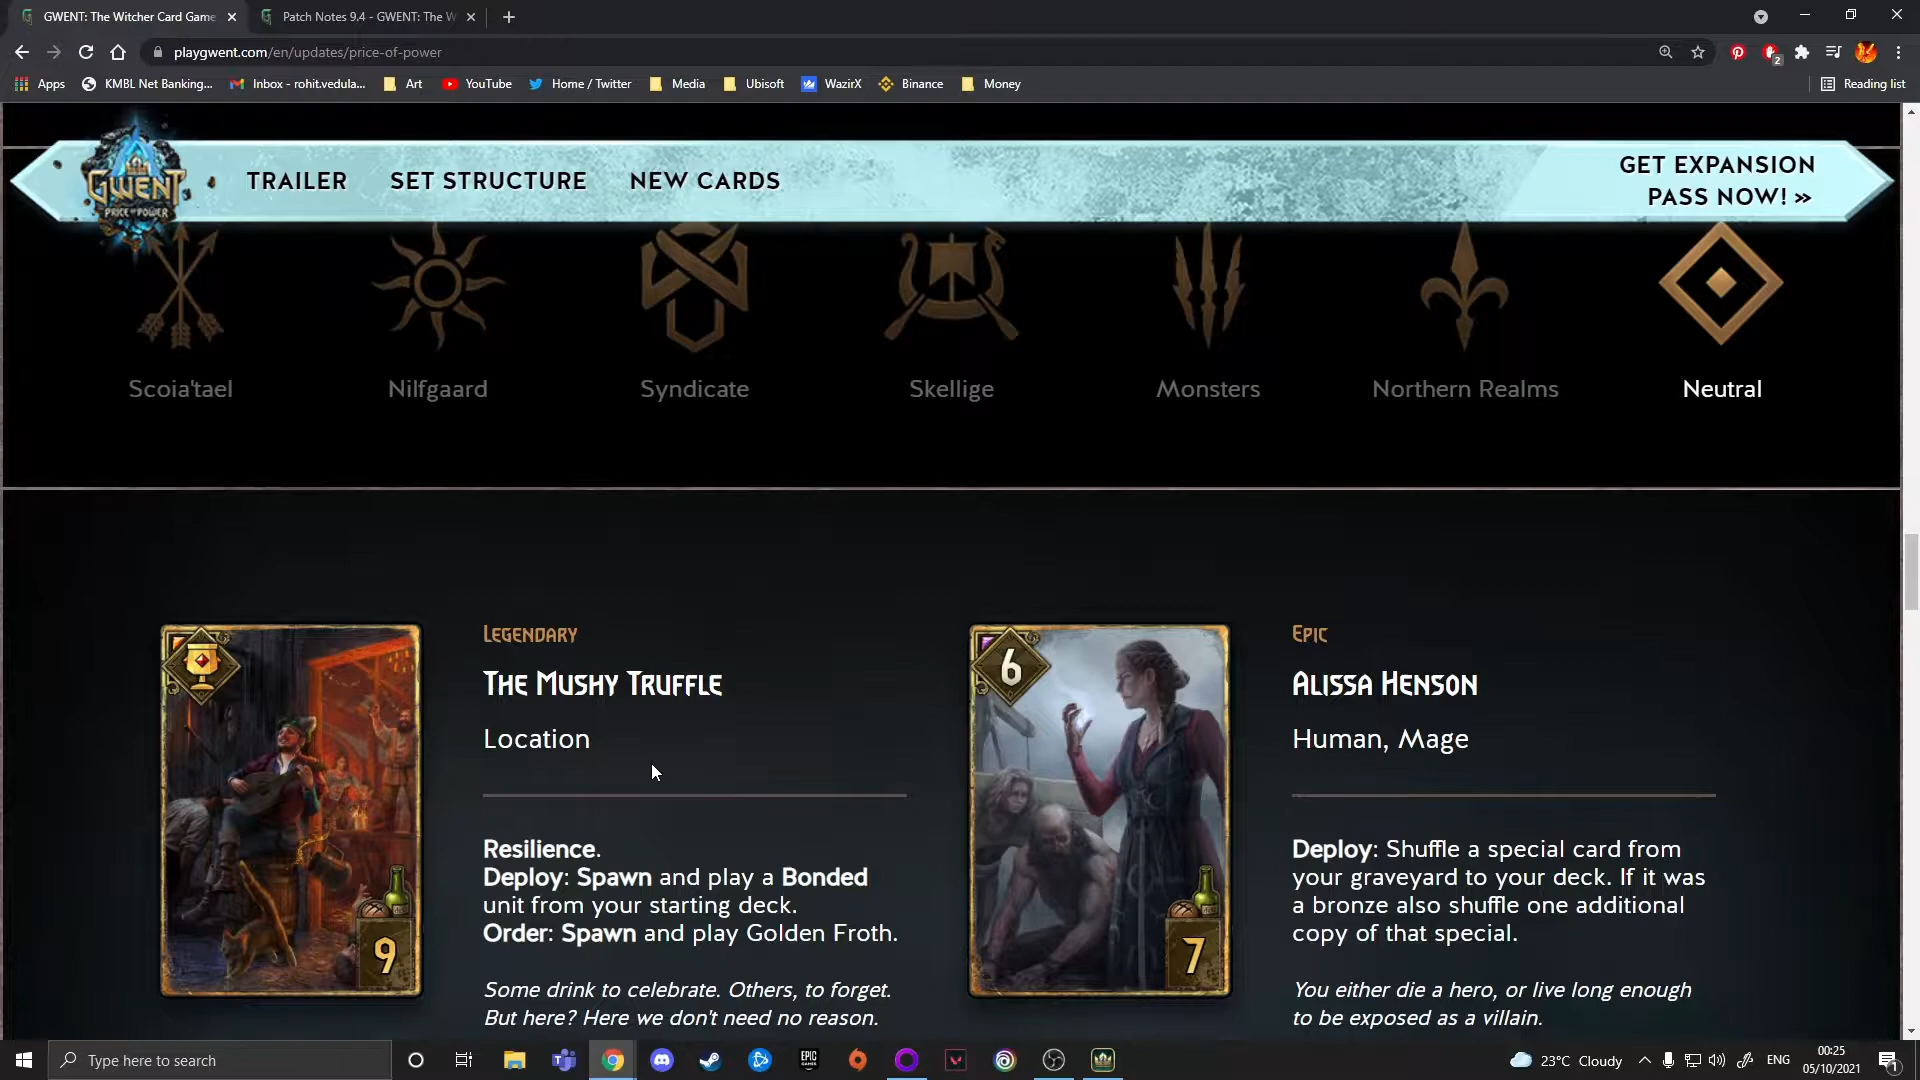 GWENT: The Witcher Card Game
Patch Notes 9.4 - GWENT: The W
playgwent.com/en/updates/price-of-power
2
Apps
KMBL Net Banking...
Inbox - rohit.vedula...
Art
YouTube
Home / Twitter
Media
Ubisoft
WazirX
Binance
Money
Reading list
GWENT
PRICE OF POWER
TRAILER
SET STRUCTURE
NEW CARDS
GET EXPANSION
PASS NOW! »
Scoia'tael
Nilfgaard
Syndicate
Skellige
Monsters
Northern Realms
Neutral
9
LEGENDARY
THE MUSHY TRUFFLE
Location
Resilience.
Deploy: Spawn and play a Bonded
unit from your starting deck.
Order: Spawn and play Golden Froth.
Some drink to celebrate. Others, to forget.
But here? Here we don't need no reason.
6
7
EPIC
ALISSA HENSON
Human, Mage
Deploy: Shuffle a special card from
your graveyard to your deck. If it was
a bronze also shuffle one additional
copy of that special.
You either die a hero, or live long enough
to be exposed as a villain.
Type here to search
EPIC
GAMES
23°C Cloudy
ENG
00:25
05/10/2021
1